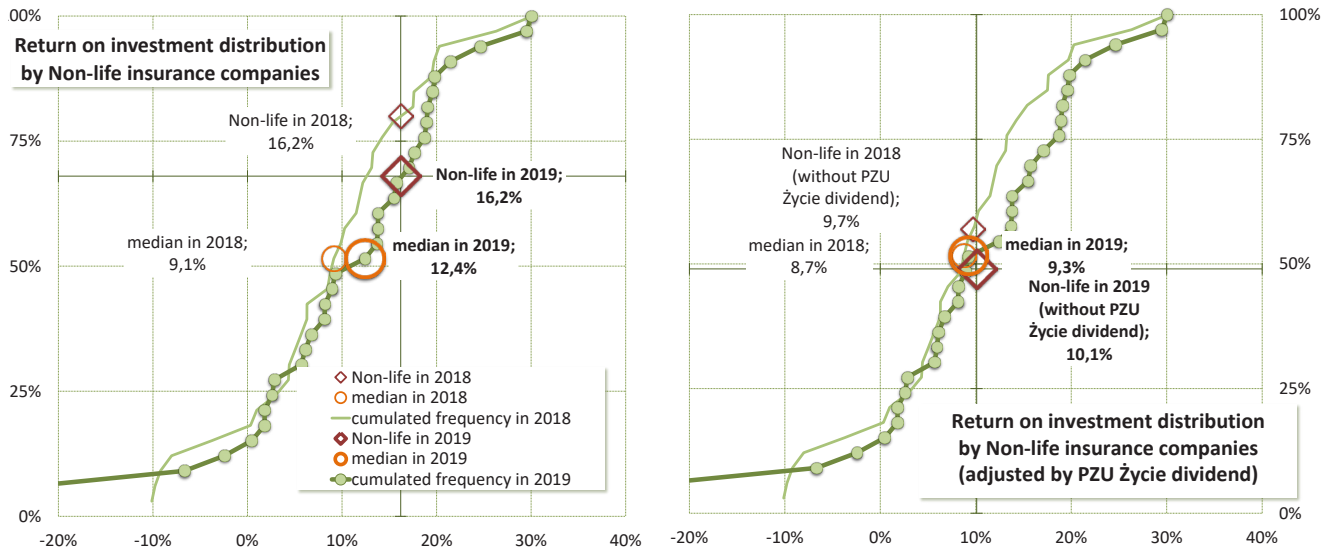 Return on investment distribution
by Non-life insurance companies
00%
75%
50%
25%
0%
Non-life in 2018;
16,2%
Non-life in 2019;
16,2%
median in 2018;
9,1%
median in 2019;
12,4%
Non-life in 2018
median in 2018
cumulated frequency in 2018
Non-life in 2019
median in 2019
cumulated frequency in 2019
-20% -10% 0% 10% 20% 30% 40%
100%
75%
50%
25%
0%
Non-life in 2018
(without PZU
Życie dividend);
9,7%
median in 2018;
8,7%
median in 2019;
9,3%
Non-life in 2019
(without PZU
Życie dividend);
10,1%
Return on investment distribution
by Non-life insurance companies
(adjusted by PZU Życie dividend)
-20% -10% 0% 10% 20% 30% 40%